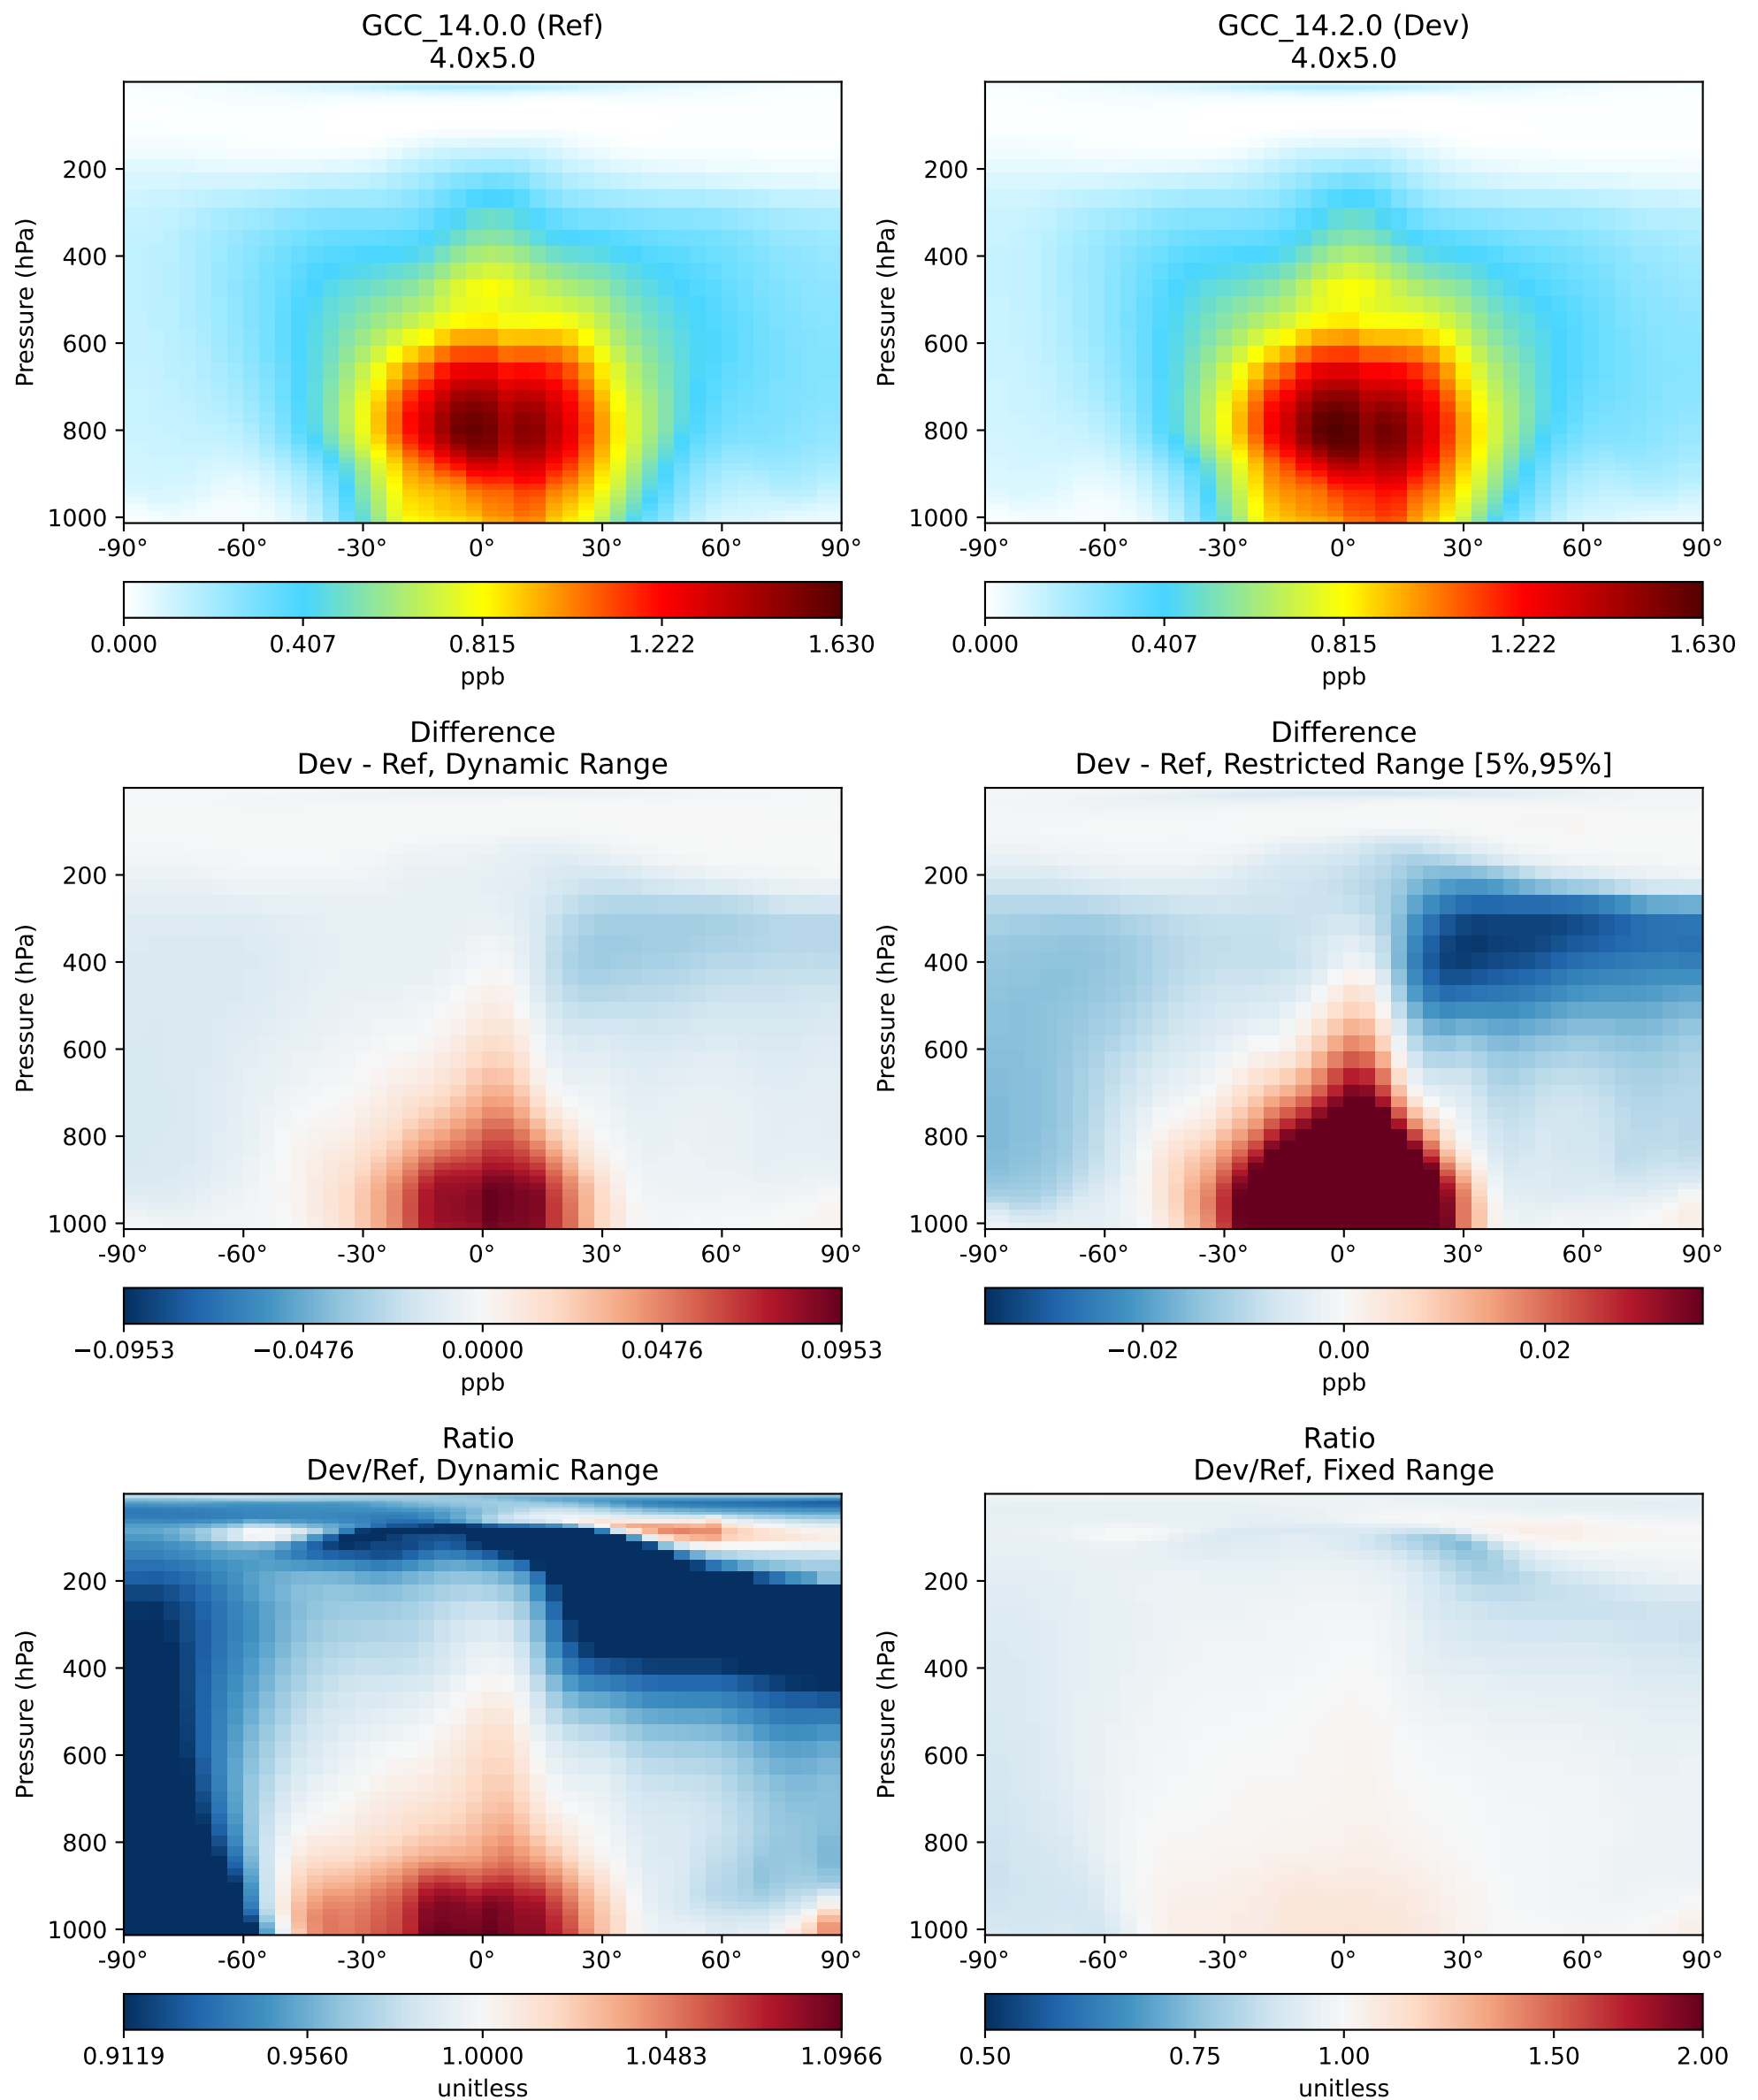 GCC_14.0.0 (Ref)
4.0x5.0
Pressure (hPa)
200
400
600
800
1000
-90° -60° -30° 0° 30° 60° 90°
0.000 0.407 0.815 1.222 1.630
ppb
GCC_14.2.0 (Dev)
4.0x5.0
Pressure (hPa)
200
400
600
800
1000
-90° -60° -30° 0° 30° 60° 90°
0.000 0.407 0.815 1.222 1.630
ppb
Difference
Dev - Ref, Dynamic Range
Pressure (hPa)
200
400
600
800
1000
-90° -60° -30° 0° 30° 60° 90°
−0.0953 −0.0476 0.0000 0.0476 0.0953
ppb
Difference
Dev - Ref, Restricted Range [5%,95%]
Pressure (hPa)
200
400
600
800
1000
-90° -60° -30° 0° 30° 60° 90°
−0.02 0.00 0.02
ppb
Ratio
Dev/Ref, Dynamic Range
Pressure (hPa)
200
400
600
800
1000
-90° -60° -30° 0° 30° 60° 90°
0.9119 0.9560 1.0000 1.0483 1.0966
unitless
Ratio
Dev/Ref, Fixed Range
Pressure (hPa)
200
400
600
800
1000
-90° -60° -30° 0° 30° 60° 90°
0.50 0.75 1.00 1.50 2.00
unitless